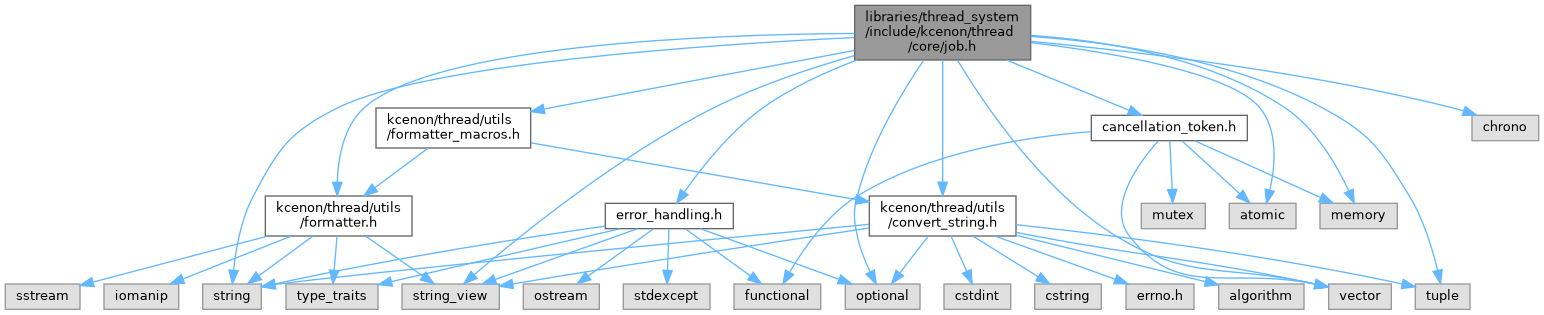 libraries/thread_system
/include/kcenon/thread
/core/job.h
kcenon/thread/utils
/formatter_macros.h
cancellation_token.h
chrono
kcenon/thread/utils
/formatter.h
error_handling.h
kcenon/thread/utils
/convert_string.h
mutex
atomic
memory
sstream
iomanip
string
type_traits
string_view
ostream
stdexcept
functional
optional
cstdint
cstring
errno.h
algorithm
vector
tuple